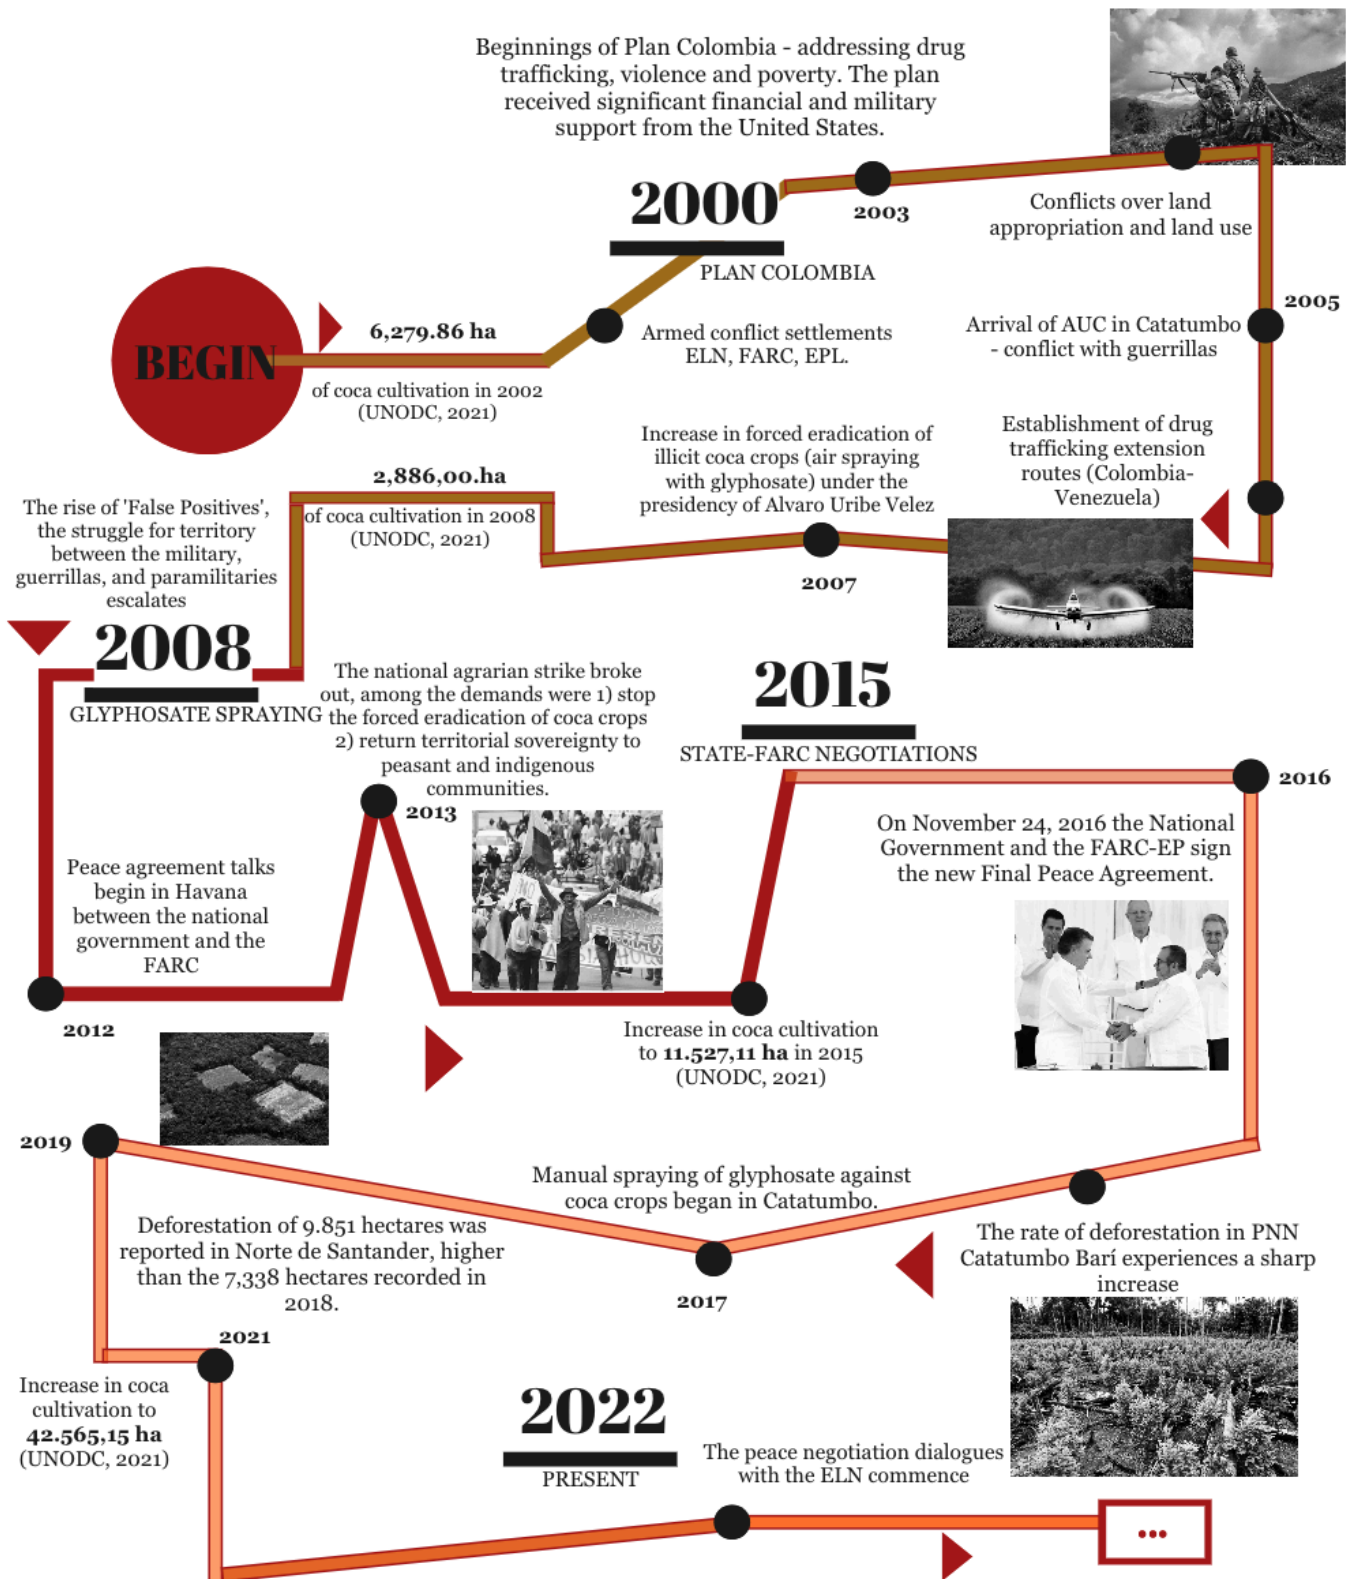 Beginnings of Plan Colombia - addressing drug
trafficking, violence and poverty. The plan
received significant financial and military
support from the United States.
2000
PLAN COLOMBIA
2003
Conflicts over land
appropriation and land use
BEGIN
6,279.86 ha
of coca cultivation in 2002
(UNODC, 2021)
Armed conflict settlements
ELN, FARC, EPL.
2005
Arrival of AUC in Catatumbo
- conflict with guerrillas
Establishment of drug
trafficking extension
routes (Colombia-
Venezuela)
Increase in forced eradication of
illicit coca crops (air spraying
with glyphosate) under the
presidency of Alvaro Uribe Velez
2007
2,886,00.ha
of coca cultivation in 2008
(UNODC, 2021)
The rise of 'False Positives',
the struggle for territory
between the military,
guerrillas, and paramilitaries
escalates
2008
GLYPHOSATE SPRAYING
Peace agreement talks
begin in Havana
between the national
government and the
FARC
2012
The national agrarian strike broke
out, among the demands were 1) stop
the forced eradication of coca crops
2) return territorial sovereignty to
peasant and indigenous
communities.
2013
2015
STATE-FARC NEGOTIATIONS
Increase in coca cultivation
to 11.527,11 ha in 2015
(UNODC, 2021)
2016
On November 24, 2016 the National
Government and the FARC-EP sign
the new Final Peace Agreement.
The rate of deforestation in PNN
Catatumbo Barí experiences a sharp
increase
Manual spraying of glyphosate against
coca crops began in Catatumbo.
2017
2019
Deforestation of 9.851 hectares was
reported in Norte de Santander, higher
than the 7,338 hectares recorded in
2018.
2021
Increase in coca
cultivation to
42.565,15 ha
(UNODC, 2021)
2022
PRESENT
The peace negotiation dialogues
with the ELN commence
...